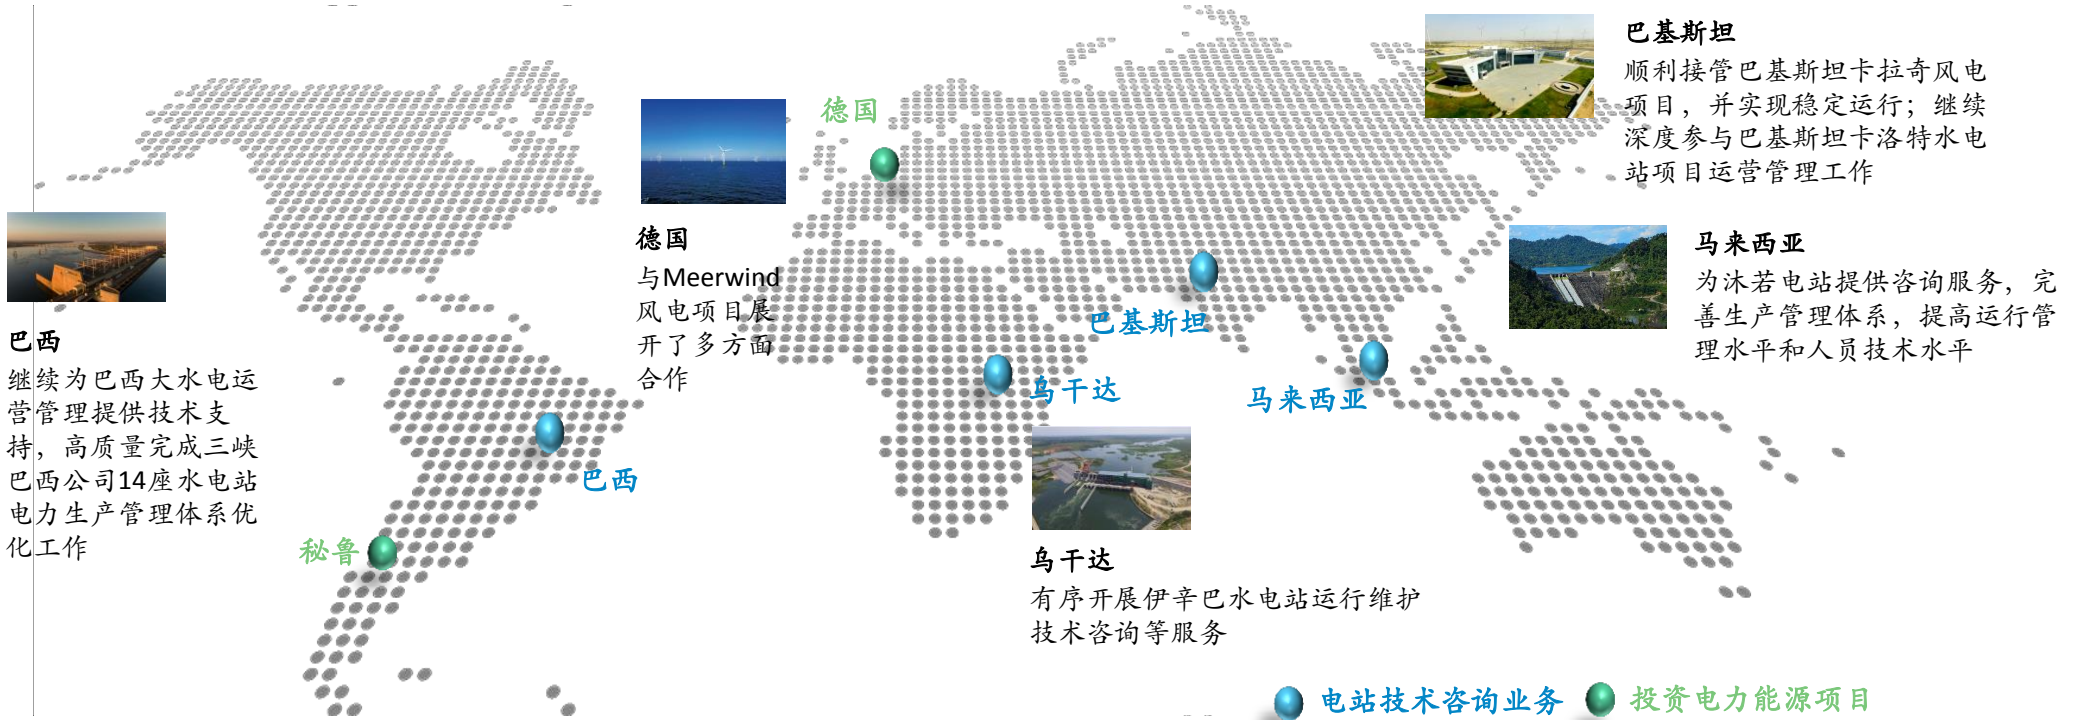 巴基斯坦
顺利接管巴基斯坦卡拉奇风电
项目，并实现稳定运行；继续
深度参与巴基斯坦卡洛特水电
站项目运营管理工作
德国
德国
与Meerwind
风电项目展
开了多方面
合作
马来西亚
为沐若电站提供咨询服务，完
善生产管理体系，提高运行管
理水平和人员技术水平
巴西
继续为巴西大水电运
营管理提供技术支
持，高质量完成三峡
巴西公司14座水电站
电力生产管理体系优
化工作
巴基斯坦
乌干达
马来西亚
巴西
秘鲁
乌干达
有序开展伊辛巴水电站运行维护
技术咨询等服务
电站技术咨询业务
投资电力能源项目